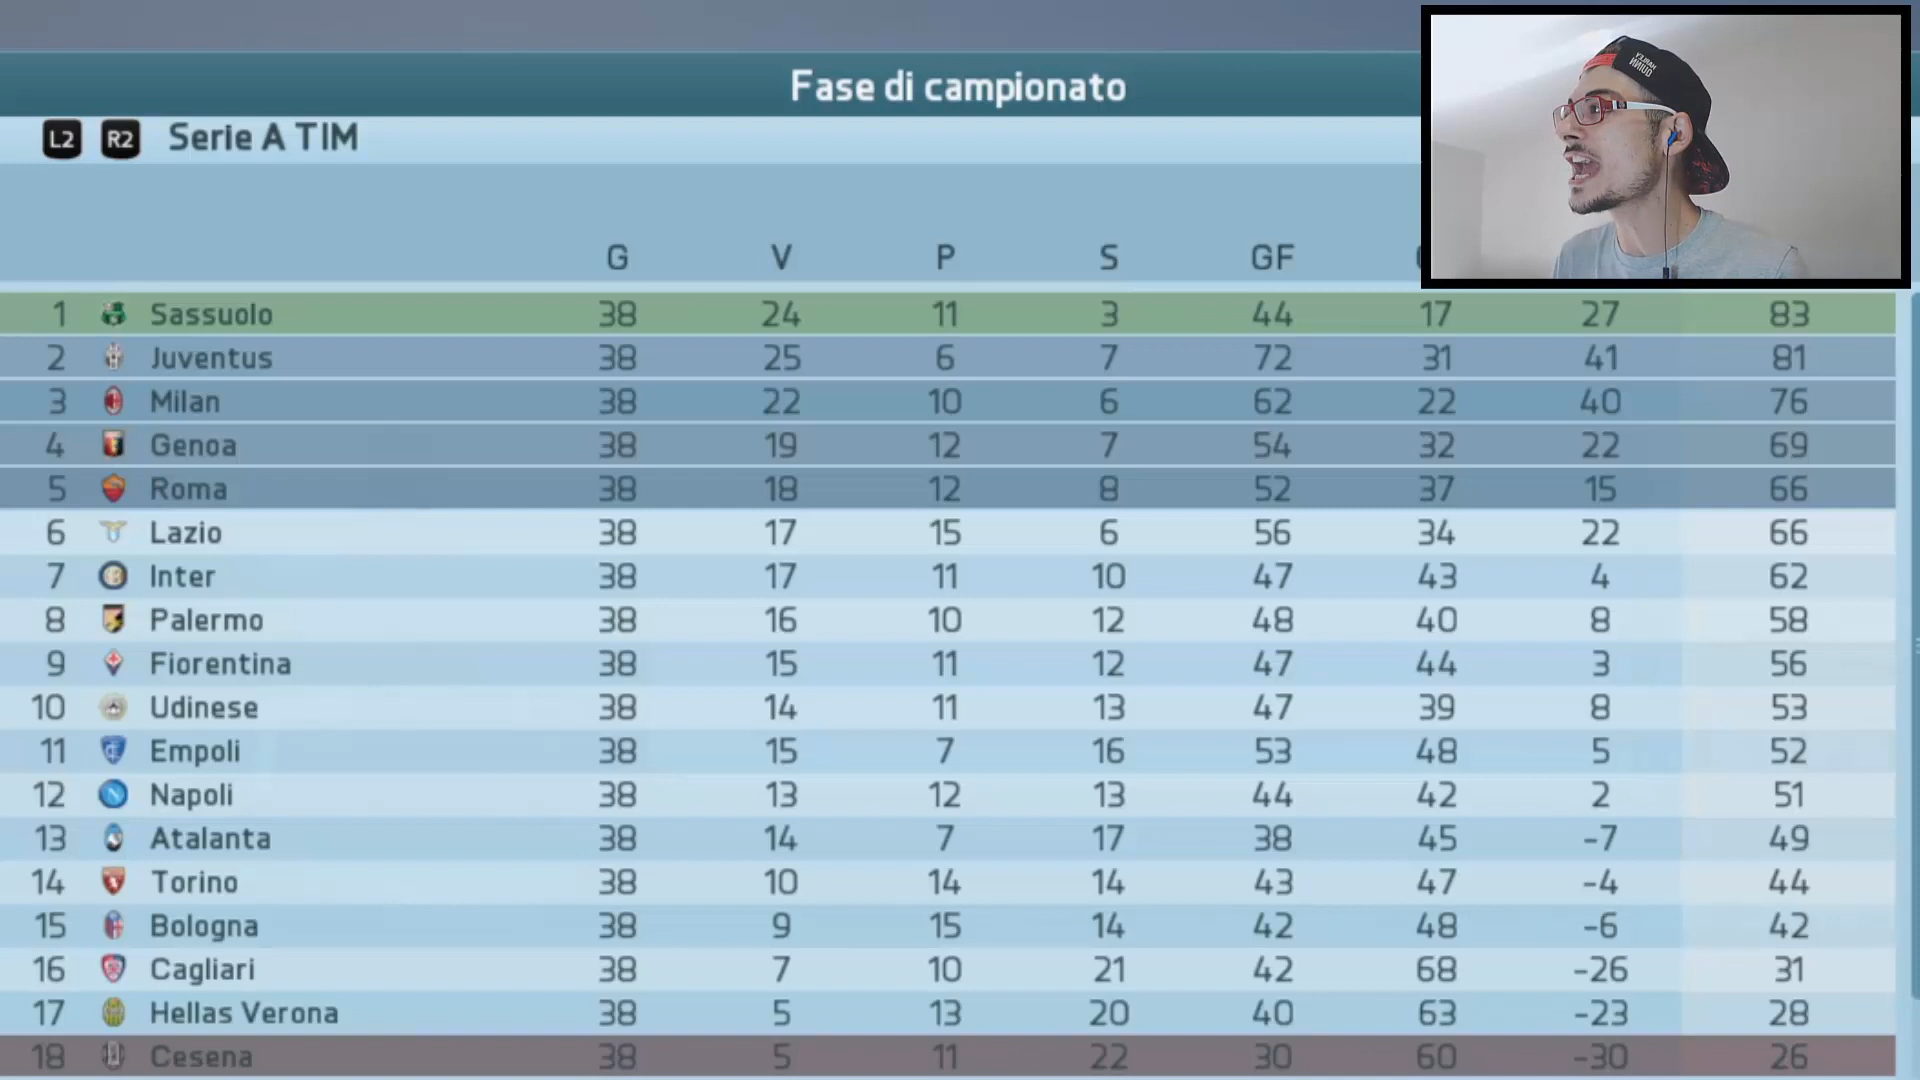 Fase di campionato
L2 R2 Serie A TIM
G V P S GF
1 Sassuolo 38 24 11 3 44 17 27 83
2 Juventus 38 25 6 7 72 31 41 81
3 Milan 38 22 10 6 62 22 40 76
4 Genoa 38 19 12 7 54 32 22 69
5 Roma 38 18 12 8 52 37 15 66
6 Lazio 38 17 15 6 56 34 22 66
7 Inter 38 17 11 10 47 43 4 62
8 Palermo 38 16 10 12 48 40 8 58
9 Fiorentina 38 15 11 12 47 44 3 56
10 Udinese 38 14 11 13 47 39 8 53
11 Empoli 38 15 7 16 53 48 5 52
12 Napoli 38 13 12 13 44 42 2 51
13 Atalanta 38 14 7 17 38 45 -7 49
14 Torino 38 10 14 14 43 47 -4 44
15 Bologna 38 9 15 14 42 48 -6 42
16 Cagliari 38 7 10 21 42 68 -26 31
17 Hellas Verona 38 5 13 20 40 63 -23 28
18 Cesena 38 5 11 22 30 60 -30 26
HARLEY
QUINN